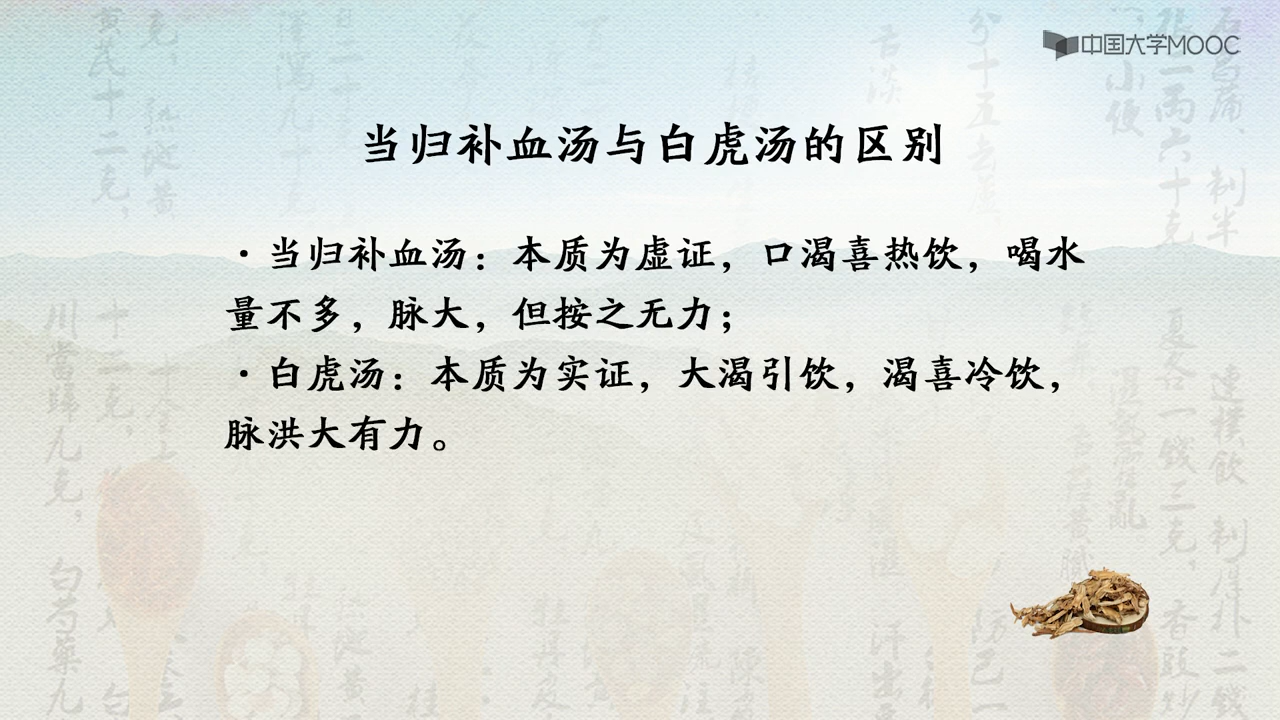 中国大学MOOC
当归补血汤与白虎汤的区别
·当归补血汤：本质为虚证，口渴喜热饮，喝水
量不多，脉大，但按之无力；
·白虎汤：本质为实证，大渴引饮，渴喜冷饮，
脉洪大有力。